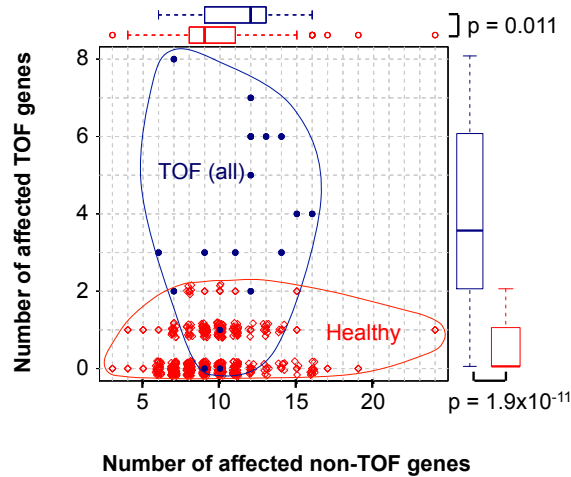 p = 0.011
Number of affected TOF genes
8
6
4
2
0
TOF (all)
Healthy
5
10
15
20
p = 1.9x10⁻¹¹
Number of affected non-TOF genes